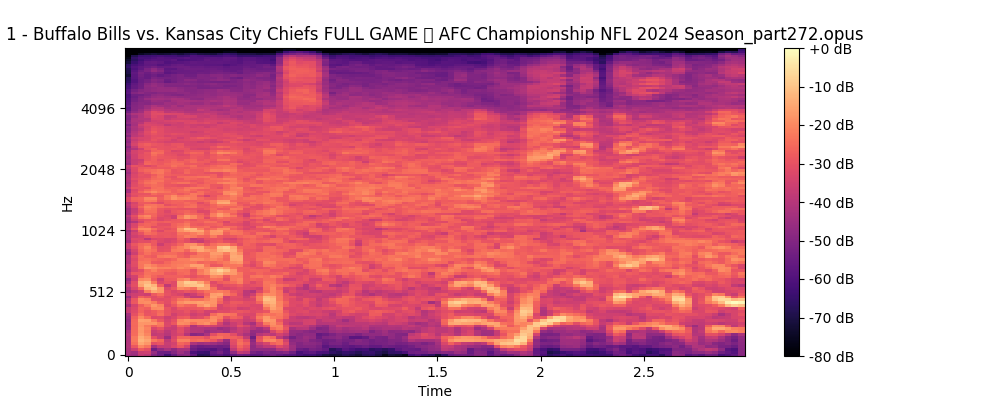 1 - Buffalo Bills vs. Kansas City Chiefs FULL GAME ▯ AFC Championship NFL 2024 Season_part272.opus
+0 dB
-10 dB
-20 dB
-30 dB
-40 dB
-50 dB
-60 dB
-70 dB
-80 dB
4096
2048
1024
512
0
Hz
0
0.5
1
1.5
2
2.5
Time